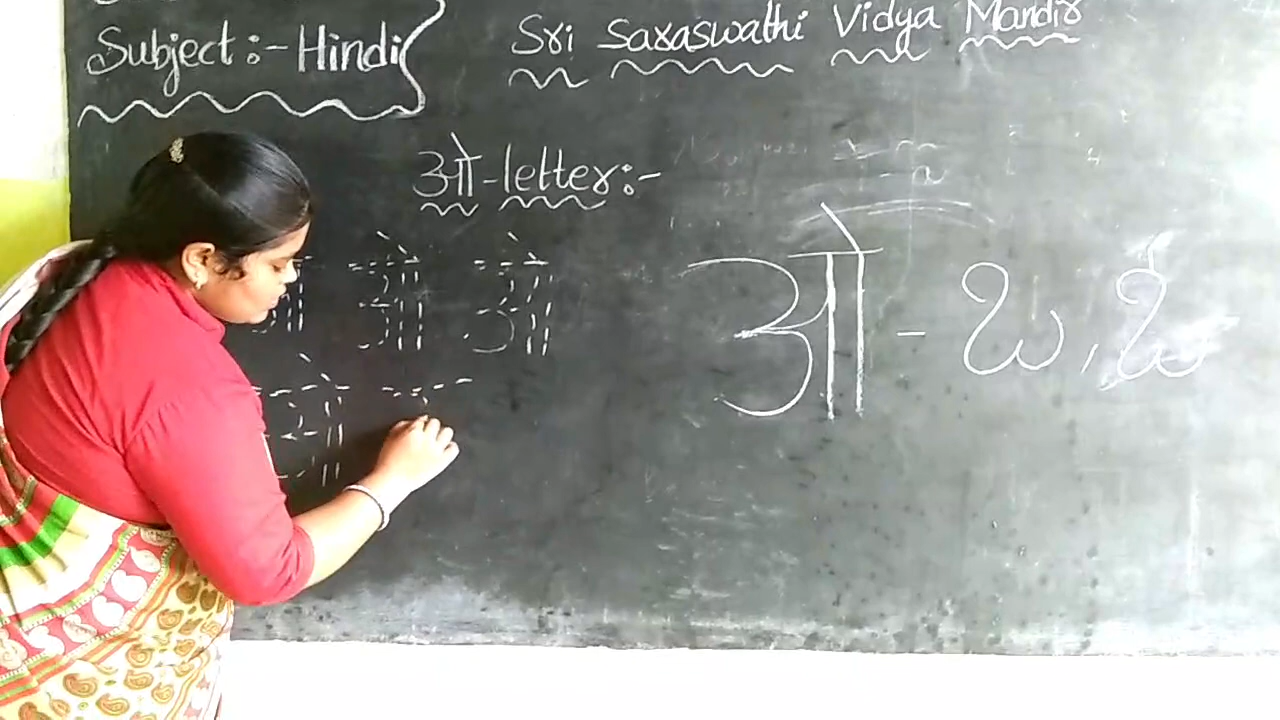 Subject:- Hindi
Sri Saraswathi Vidya Mandir
ओ-letter:-
ओ - ఒ, ఓ
ओ ओ ओ
ओ